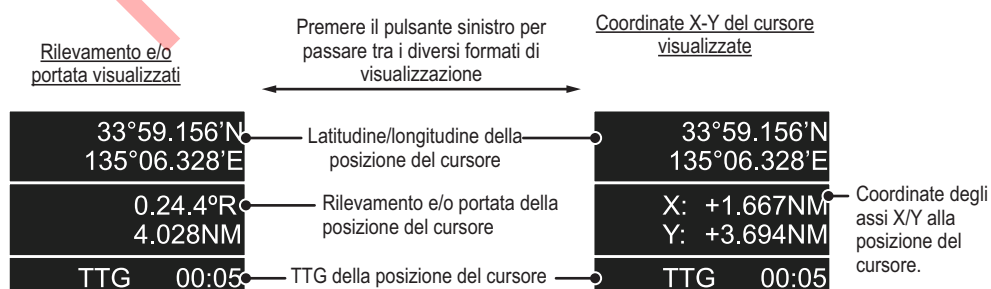 Rilevamento e/o
portata visualizzati
Premere il pulsante sinistro per
passare tra i diversi formati di
visualizzazione
Coordinate X-Y del cursore
visualizzate
33°59.156’N
135°06.328’E
0.24.4ºR
4.028NM
TTG 00:05
Latitudine/longitudine della
posizione del cursore
Rilevamento e/o portata della
posizione del cursore
TTG della posizione del cursore
33°59.156’N
135°06.328’E
X: +1.667NM
Y: +3.694NM
TTG 00:05
Coordinate degli
assi X/Y alla
posizione del
cursore.